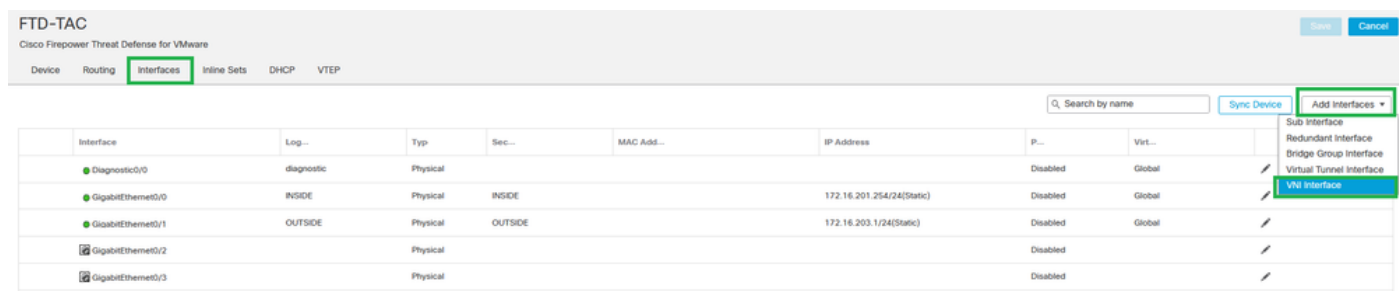 FTD-TAC
Save Cancel
Cisco Firepower Threat Defense for VMware
Device Routing Interfaces Inline Sets DHCP VTEP
Search by name Sync Device Add Interfaces
Sub Interface
Redundant Interface
Bridge Group Interface
Virtual Tunnel Interface
VNI Interface
Interface Log... Typ Sec... MAC Add... IP Address P... Virt...
Diagnostic0/0 diagnostic Physical Disabled Global
GigabitEthernet0/0 INSIDE Physical INSIDE 172.16.201.254/24(Static) Disabled Global
GigabitEthernet0/1 OUTSIDE Physical OUTSIDE 172.16.203.1/24(Static) Disabled Global
GigabitEthernet0/2 Physical Disabled
GigabitEthernet0/3 Physical Disabled